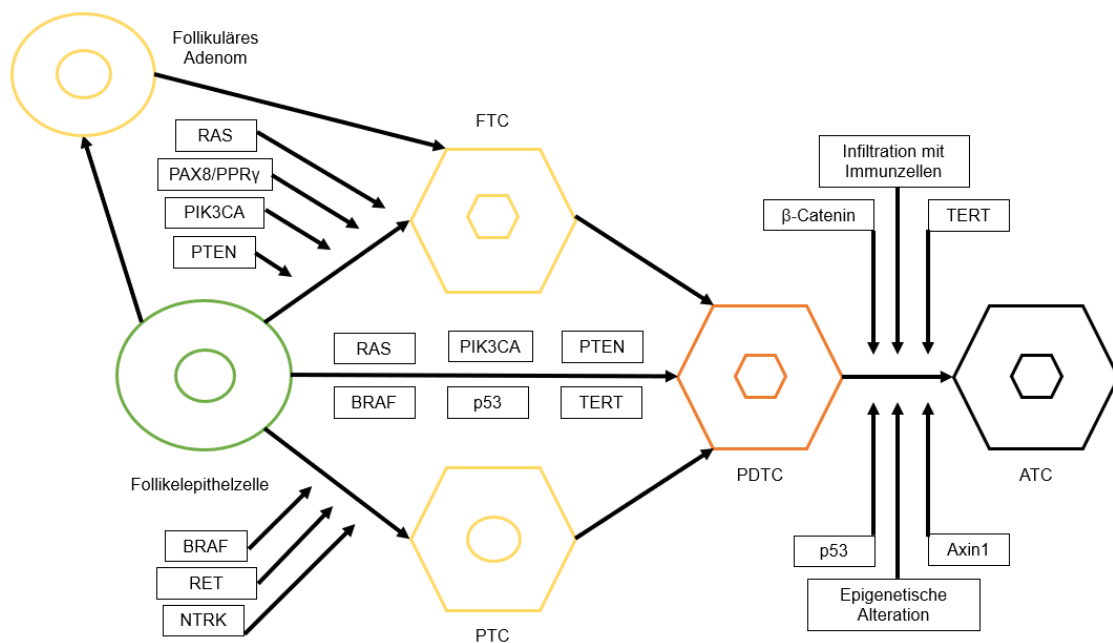 Follikuläres
Adenom
FTC
RAS
PAX8/PPRγ
PIK3CA
PTEN
Infiltration mit
Immunzellen
β-Catenin
TERT
RAS
PIK3CA
PTEN
BRAF
p53
TERT
Follikelepithelzelle
PDTC
ATC
BRAF
RET
NTRK
PTC
p53
Axin1
Epigenetische
Alteration